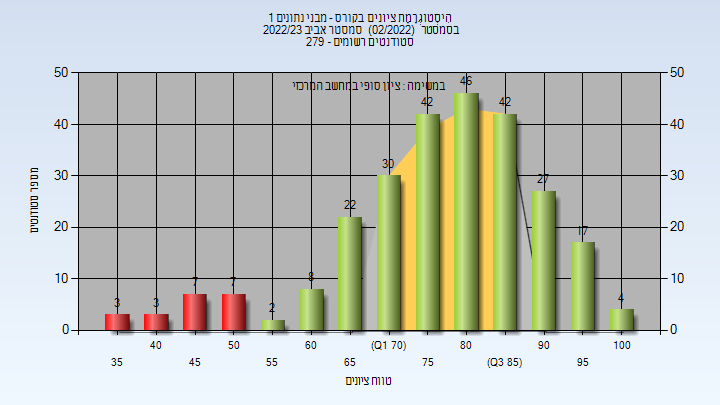 היסטוגרמת ציונים בקורס - מבני נתונים 1
בסמסטר (02/2022) סמסטר אביב 2022/23
סטודנטים רשומים - 279
במשימה : ציון סופי במחשב המרכזי
מספר סטודנטים
50 40 30 20 10 0
50 40 30 20 10 0
3 3 7 7 2 8 22 30 42 46 42 27 17 4
35 40 45 50 55 60 65 (Q1 70) 75 80 (Q3 85) 90 95 100
טווח ציונים